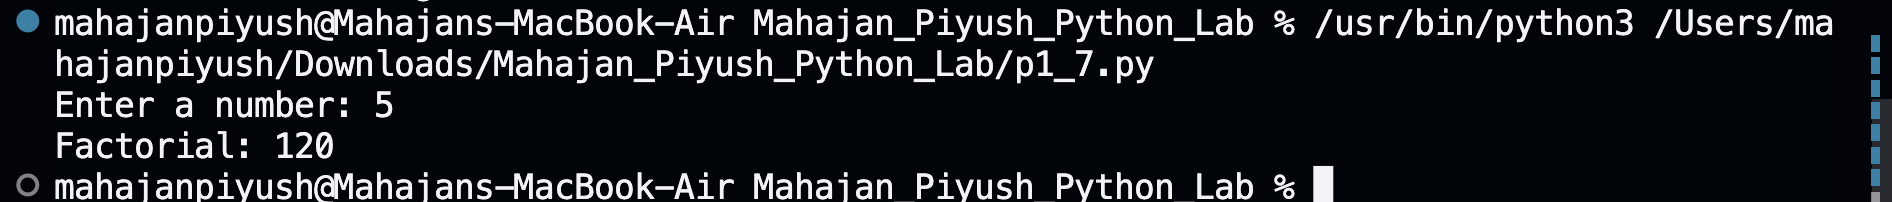 mahajanpiyush@Mahajans-MacBook-Air Mahajan_Piyush_Python_Lab % /usr/bin/python3 /Users/ma
hajanpiyush/Downloads/Mahajan_Piyush_Python_Lab/p1_7.py
Enter a number: 5
Factorial: 120
mahajanpiyush@Mahajans-MacBook-Air Mahajan_Piyush_Python_Lab %